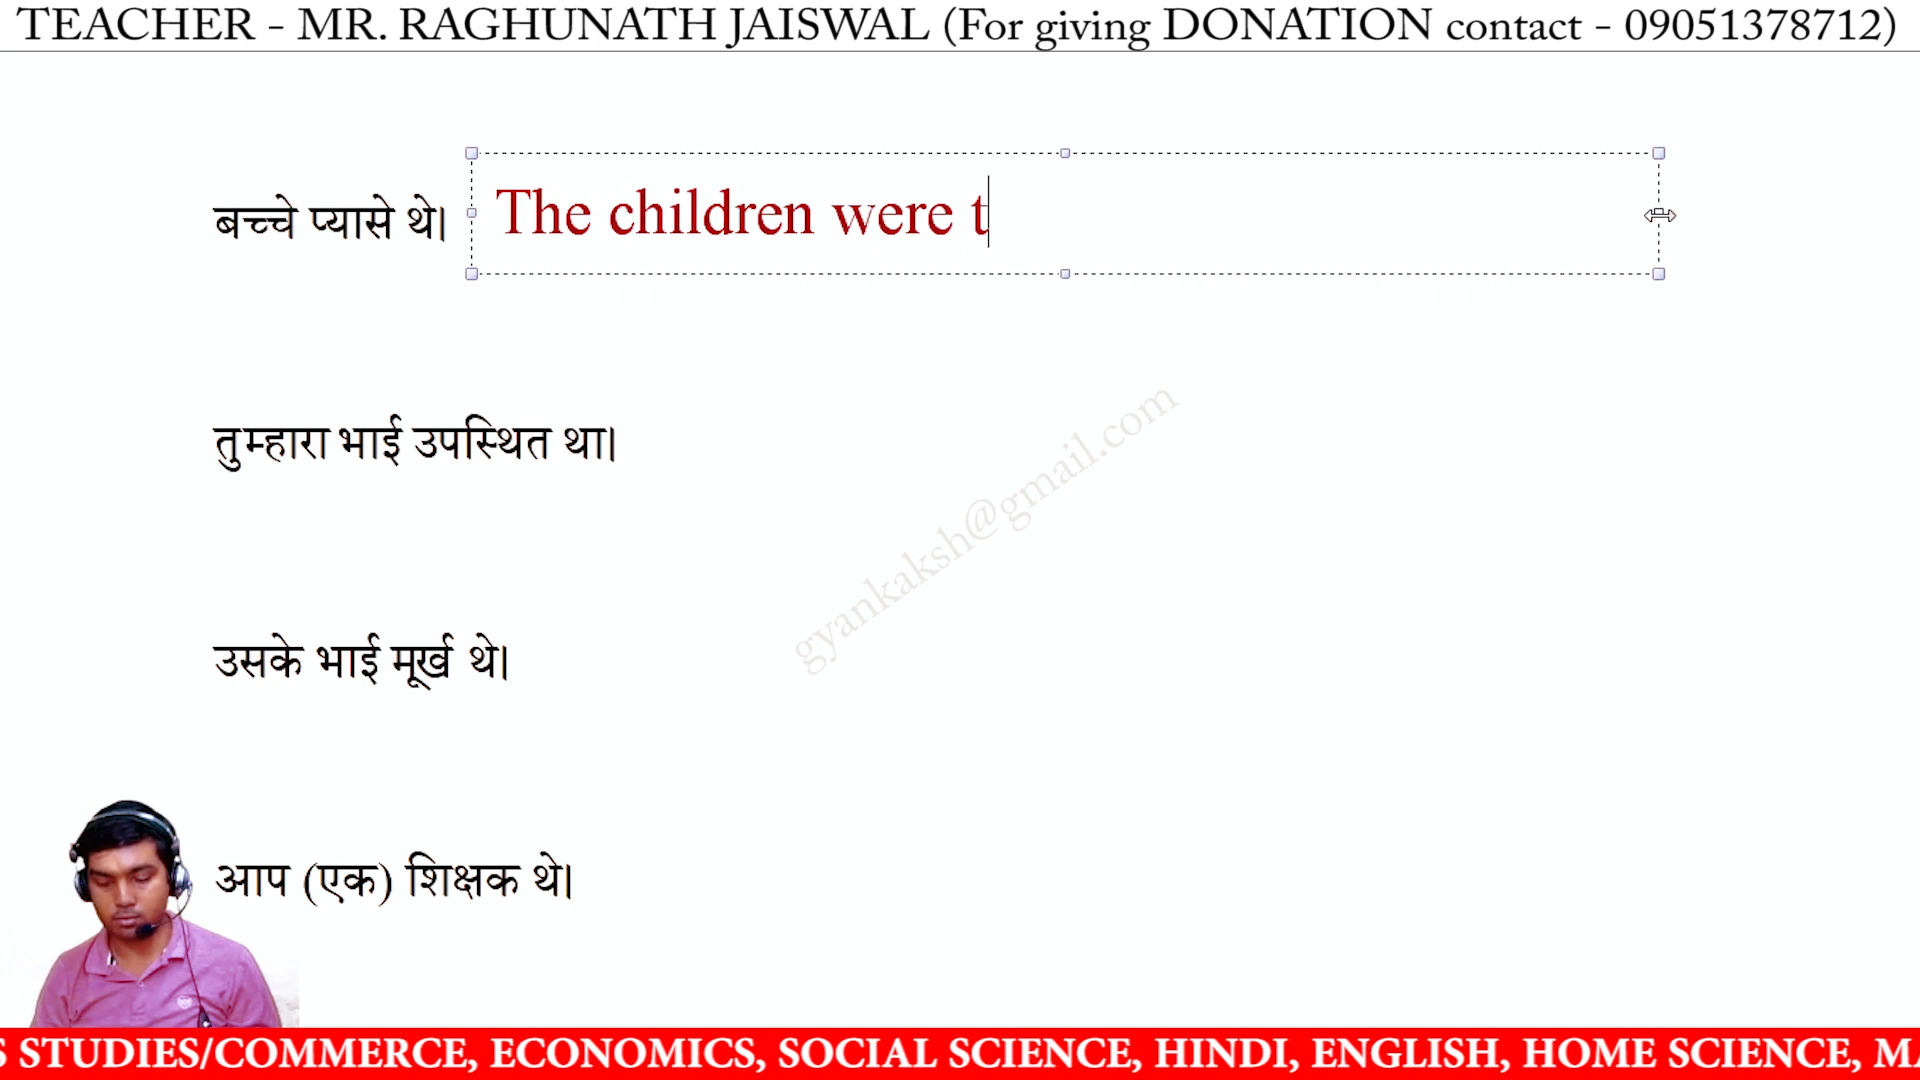 TEACHER - MR. RAGHUNATH JAISWAL (For giving DONATION contact - 09051378712)
बच्चे प्यासे थे। The children were t
तुम्हारा भाई उपस्थित था।
gyankaksh@gmail.com
उसके भाई मूर्ख थे।
आप (एक) शिक्षक थे।
S STUDIES/COMMERCE, ECONOMICS, SOCIAL SCIENCE, HINDI, ENGLISH, HOME SCIENCE, MA